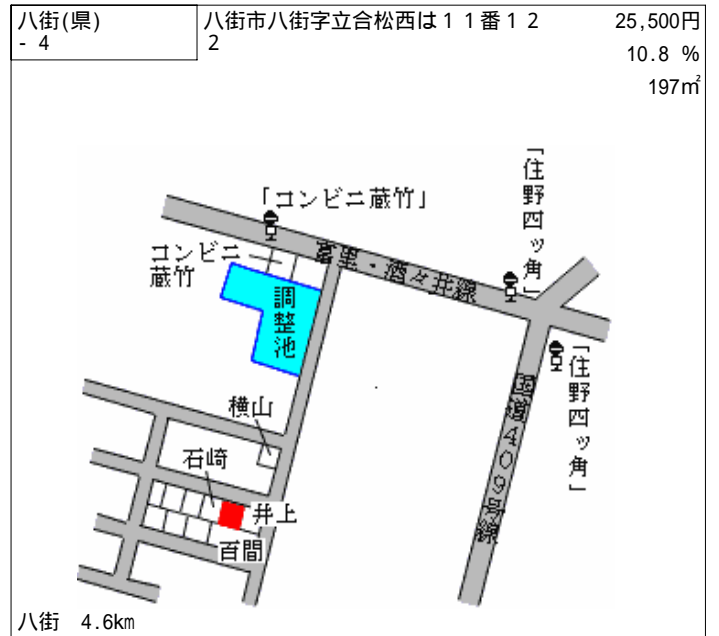 八街(県)
- 4
八街市八街字立合松西は１１番１２
2
25,500円
10.8 %
197㎡
「コンビニ蔵竹」
「住野四ッ角」
コンビニ
蔵竹
富里・酒々井線
調整池
「住野四ッ角」
国道409号線
横山
石崎
井上
百間
八街 4.6km